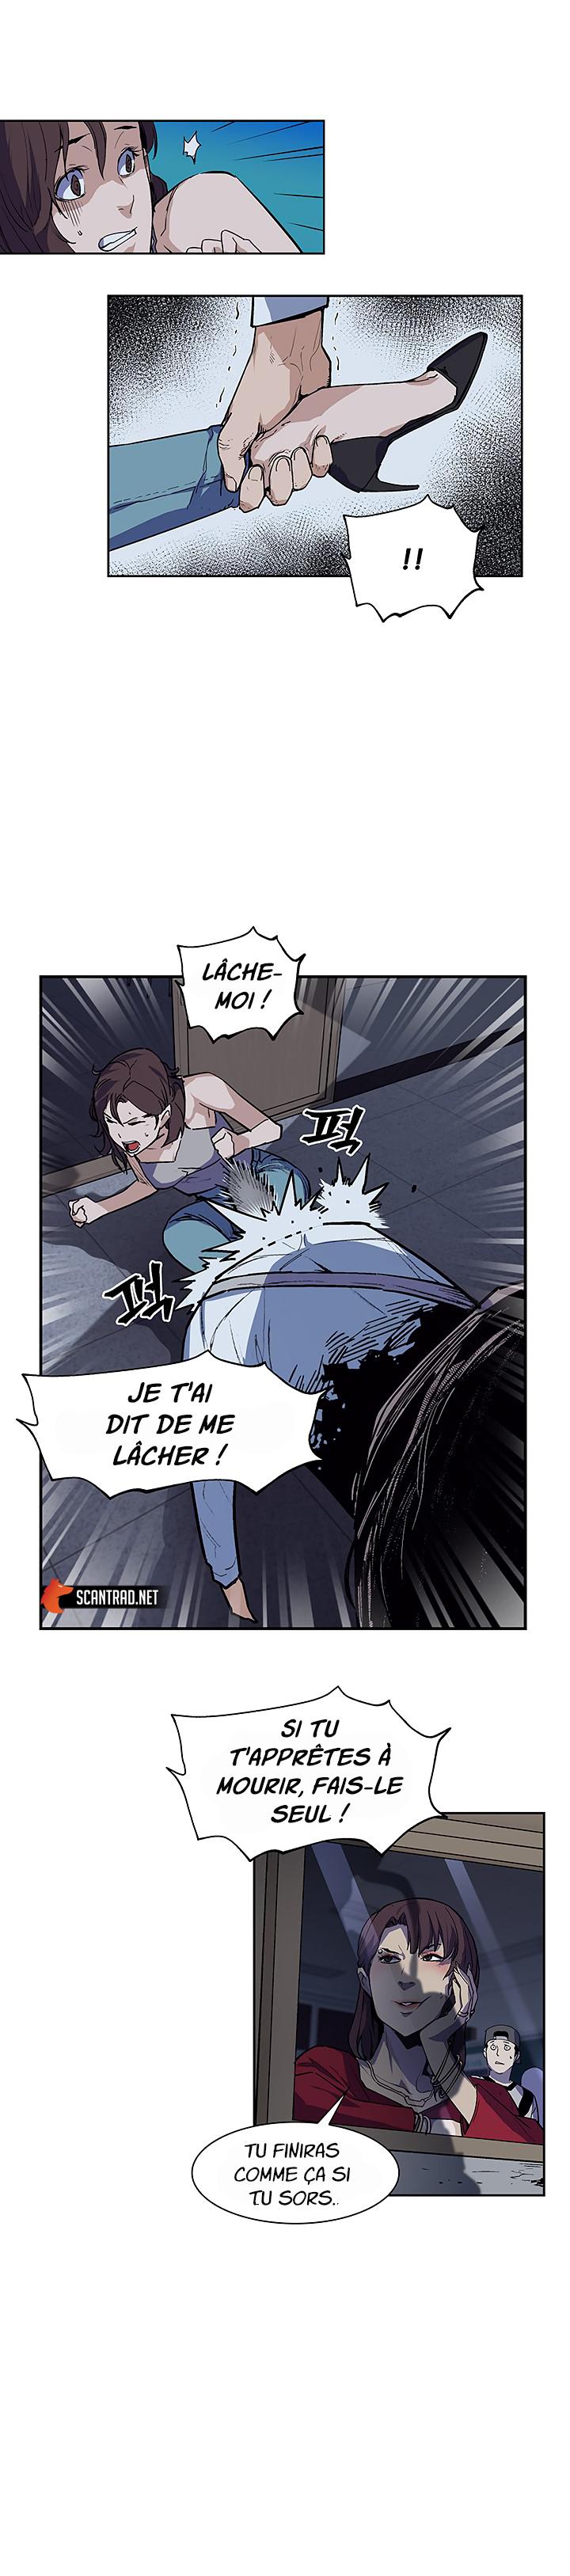 !!
LÂCHE-
MOI !
퍽
퍽
JE T'AI
DIT DE ME
LÂCHER !
SCANTRAD.NET
SI TU
T'APPRÊTES À
MOURIR, FAIS-LE
SEUL !
TU FINIRAS
COMME ÇA SI
TU SORS..